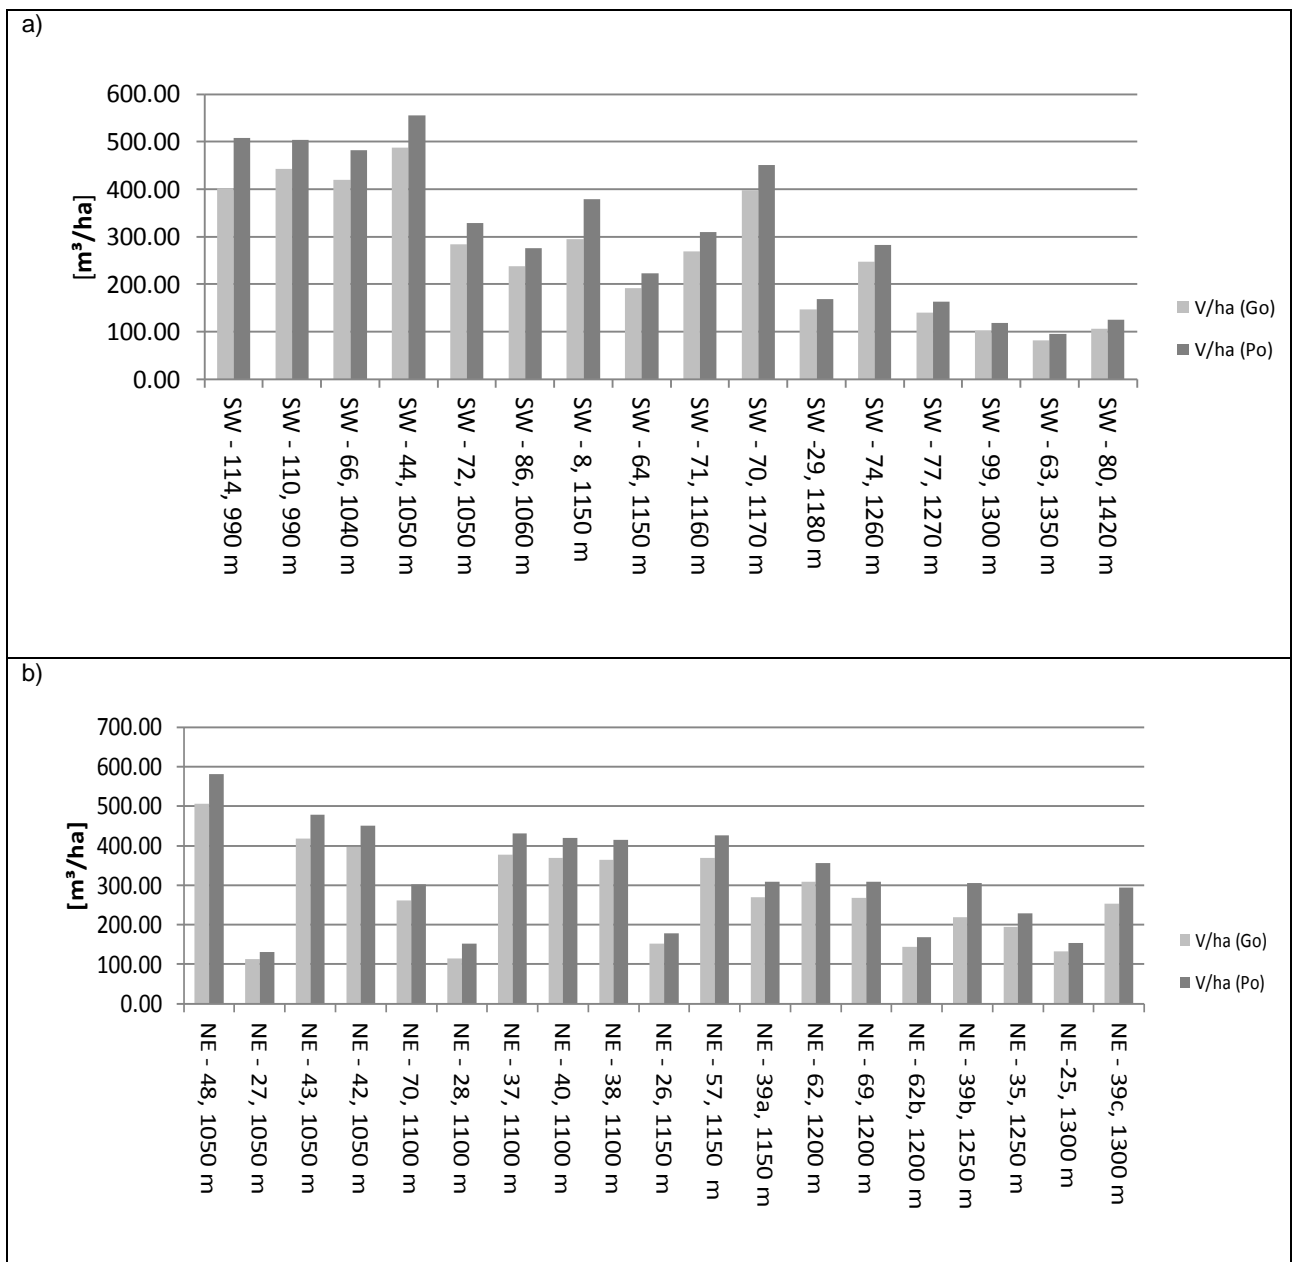 a)
600.00
500.00
400.00
300.00
200.00
100.00
0.00
[m³/ha]
SW - 114, 990 m
SW - 110, 990 m
SW - 66, 1040 m
SW - 44, 1050 m
SW - 72, 1050 m
SW - 86, 1060 m
SW - 8, 1150 m
SW - 64, 1150 m
SW - 71, 1160 m
SW - 70, 1170 m
SW -29, 1180 m
SW - 74, 1260 m
SW - 77, 1270 m
SW - 99, 1300 m
SW - 63, 1350 m
SW - 80, 1420 m
V/ha (Go)
V/ha (Po)
b)
700.00
600.00
500.00
400.00
300.00
200.00
100.00
0.00
[m³/ha]
NE - 48, 1050 m
NE - 27, 1050 m
NE - 43, 1050 m
NE - 42, 1050 m
NE - 70, 1100 m
NE - 28, 1100 m
NE - 37, 1100 m
NE - 40, 1100 m
NE - 38, 1100 m
NE - 26, 1150 m
NE - 57, 1150 m
NE - 39a, 1150 m
NE - 62, 1200 m
NE - 69, 1200 m
NE - 62b, 1200 m
NE - 39b, 1250 m
NE - 35, 1250 m
NE -25, 1300 m
NE - 39c, 1300 m
V/ha (Go)
V/ha (Po)